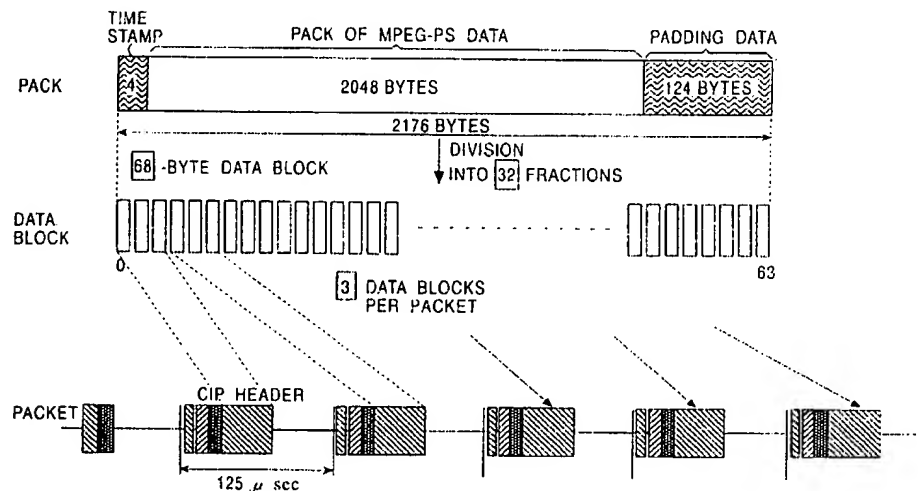 TIME
STAMP
PACK OF MPEG-PS DATA
PADDING DATA
PACK
4
2048 BYTES
124 BYTES
2176 BYTES
68 -BYTE DATA BLOCK
DIVISION
INTO 32 FRACTIONS
DATA
BLOCK
0
63
3 DATA BLOCKS
PER PACKET
CIP HEADER
PACKET
125 μ sec